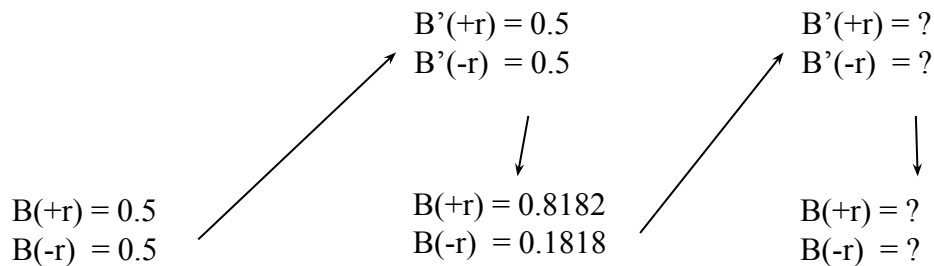 B’(+r) = 0.5
B’(-r) = 0.5
B’(+r) = ?
B’(-r) = ?
B(+r) = 0.5
B(-r) = 0.5
B(+r) = 0.8182
B(-r) = 0.1818
B(+r) = ?
B(-r) = ?